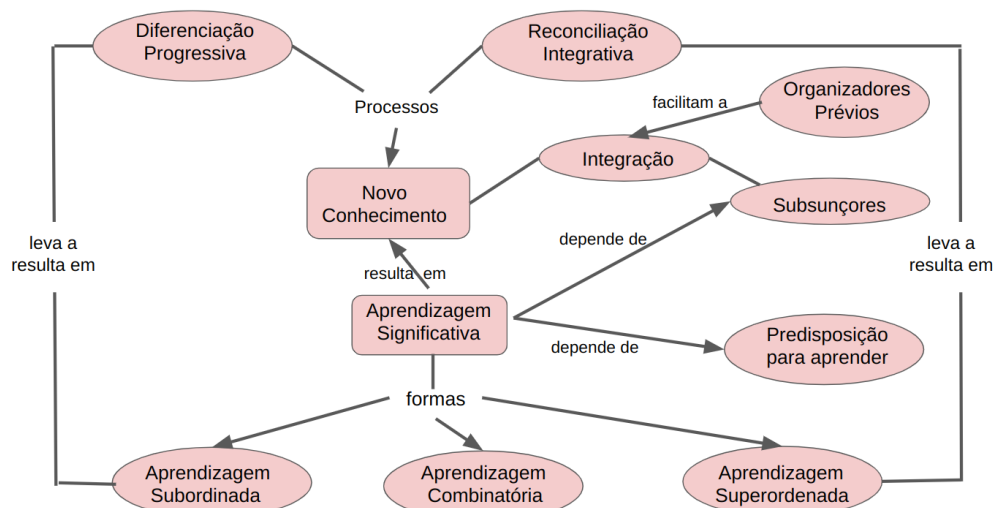 Diferenciação
Progressiva
Reconciliação
Integrativa
Organizadores
Prévios
facilitam a
Processos
Integração
Novo
Conhecimento
Subsunçores
leva a
resulta em
depende de
leva a
resulta em
resulta em
Aprendizagem
Significativa
depende de
Predisposição
para aprender
formas
Aprendizagem
Subordinada
Aprendizagem
Combinatória
Aprendizagem
Superordenada